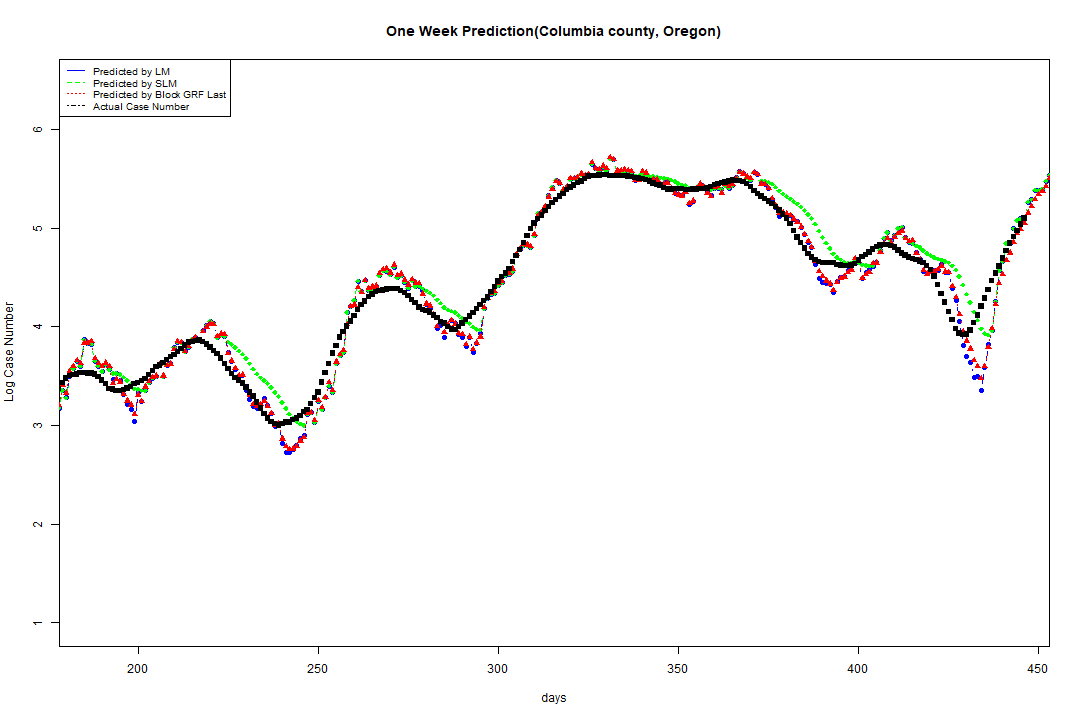 One Week Prediction(Columbia county, Oregon)
Predicted by LM
Predicted by SLM
Predicted by Block GRF Last
Actual Case Number
Log Case Number
6
5
4
3
2
1
200 250 300 350 400 450
days